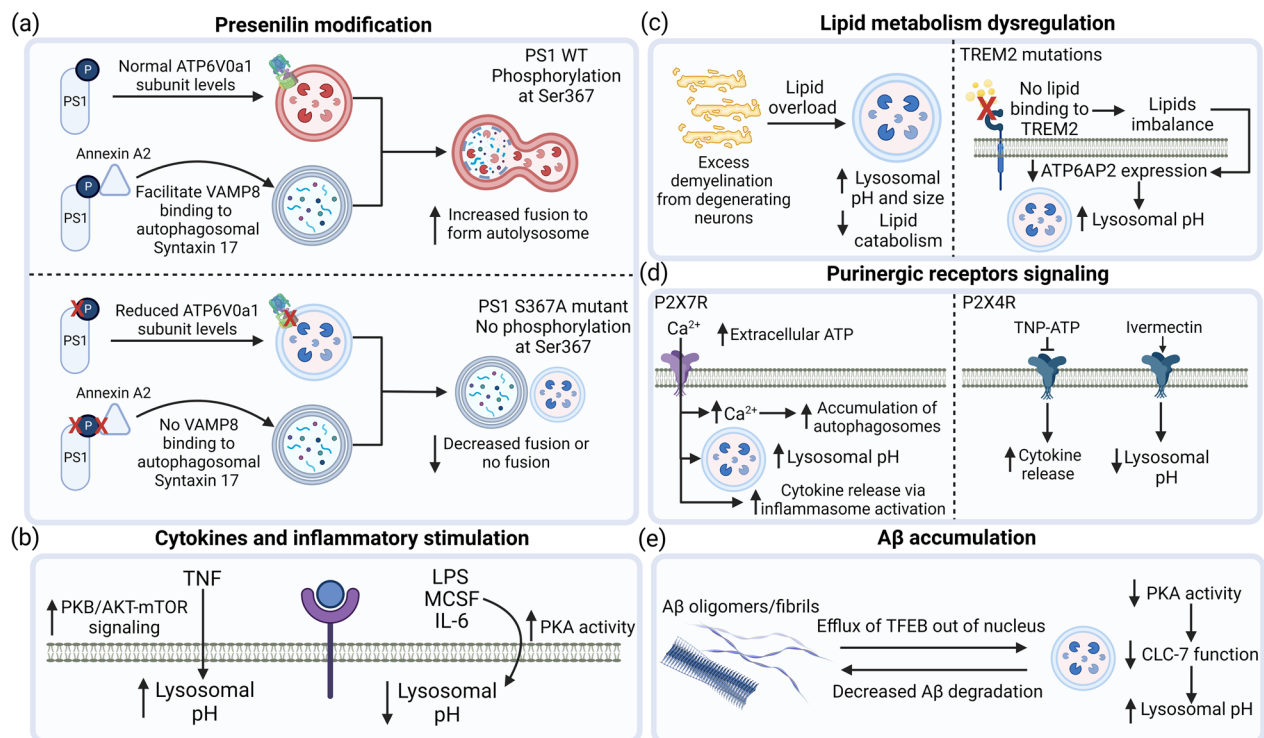 (a)
Presenilin modification
P
PS1
Normal ATP6V0a1
subunit levels
PS1 WT
Phosphorylation
at Ser367
Annexin A2
P
PS1
Facilitate VAMP8
binding to
autophagosomal
Syntaxin 17
Increased fusion to
form autolysosome
X
P
PS1
Reduced ATP6V0a1
subunit levels
X
PS1 S367A mutant
No phosphorylation
at Ser367
Annexin A2
X
P
X
PS1
No VAMP8
binding to
autophagosomal
Syntaxin 17
Decreased fusion or
no fusion
(b)
Cytokines and inflammatory stimulation
PKB/AKT-mTOR
signaling
TNF
Lysosomal
pH
LPS
MCSF
IL-6
PKA activity
Lysosomal
pH
(c)
Lipid metabolism dysregulation
Lipid
overload
Excess
demyelination
from degenerating
neurons
Lysosomal
pH and size
Lipid
catabolism
TREM2 mutations
X
No lipid
binding to
TREM2
Lipids
imbalance
ATP6AP2 expression
Lysosomal pH
(d)
Purinergic receptors signaling
P2X7R
Ca²⁺
Extracellular ATP
Ca²⁺
Accumulation of
autophagosomes
Lysosomal pH
Cytokine release via
inflammasome activation
P2X4R
TNP-ATP
Ivermectin
Cytokine
release
Lysosomal
pH
(e)
Aβ accumulation
Aβ oligomers/fibrils
Efflux of TFEB out of nucleus
Decreased Aβ degradation
PKA activity
CLC-7 function
Lysosomal pH